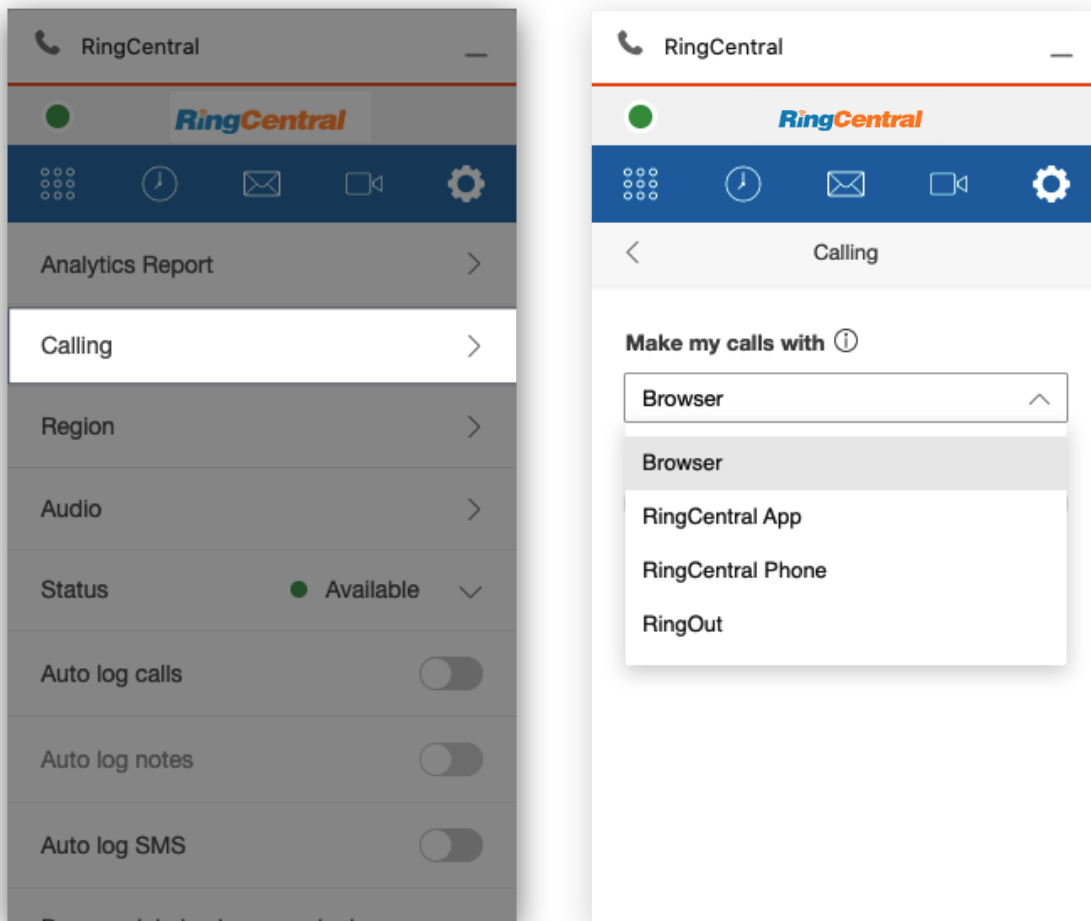 RingCentral
RingCentral
Analytics Report
Calling
Region
Audio
Status Available
Auto log calls
Auto log notes
Auto log SMS
RingCentral
RingCentral
Calling
Make my calls with
Browser
Browser
RingCentral App
RingCentral Phone
RingOut